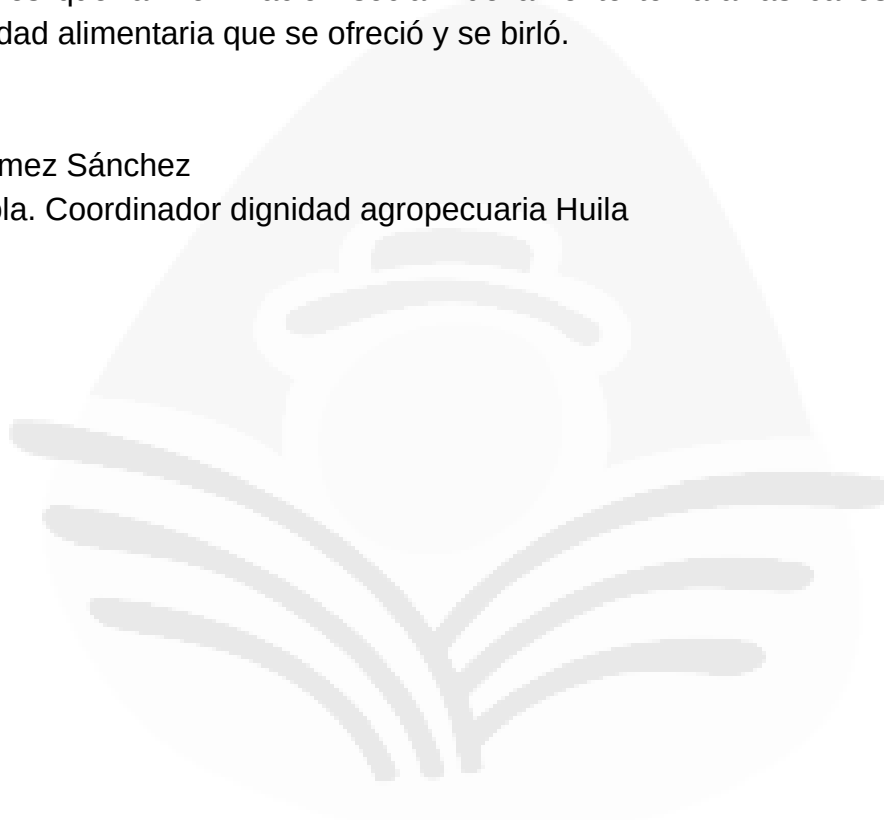 dad alimentaria que se ofreció y se birló.
mez Sánchez
la. Coordinador dignidad agropecuaria Huila